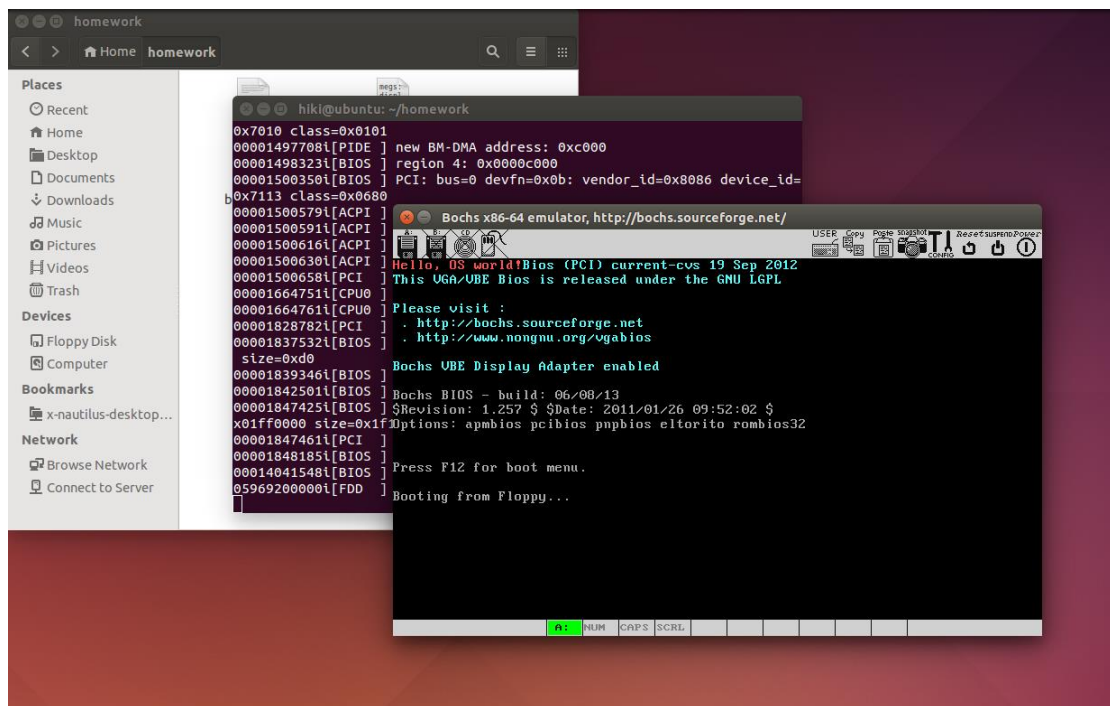 homework
Home homework
Places
Recent
Home
Desktop
Documents
Downloads
Music
Pictures
Videos
Trash
Devices
Floppy Disk
Computer
Bookmarks
x-nautilus-desktop...
Network
Browse Network
Connect to Server
megs:
b
hiki@ubuntu: ~/homework
0x7010 class=0x0101
00001497708i[PIDE ] new BM-DMA address: 0xc000
00001498323i[BIOS ] region 4: 0x0000c000
00001500350i[BIOS ] PCI: bus=0 devfn=0x0b: vendor_id=0x8086 device_id=
0x7113 class=0x0680
00001500579i[ACPI ]
00001500591i[ACPI ]
00001500616i[ACPI ]
00001500630i[ACPI ]
00001500658i[PCI ]
00001664751i[CPU0 ]
00001664761i[CPU0 ]
00001828782i[PCI ]
00001837532i[BIOS ]
size=0xd0
00001839346i[BIOS ]
00001842501i[BIOS ]
00001847425i[BIOS ]
x01ff0000 size=0x1f1
00001847461i[PCI ]
00001848185i[BIOS ]
00014041548i[BIOS ]
05969200000i[FDD ]
Bochs x86-64 emulator, http://bochs.sourceforge.net/
A: B: CD USER Copy Paste snapshot CONFIG Reset SUSPEND Power
Hello, OS world!Bios (PCI) current-cvs 19 Sep 2012
This VGA/VBE Bios is released under the GNU LGPL
Please visit :
. http://bochs.sourceforge.net
. http://www.nongnu.org/vgabios
Bochs VBE Display Adapter enabled
Bochs BIOS - build: 06/08/13
$Revision: 1.257 $ $Date: 2011/01/26 09:52:02 $
Options: apmbios pcibios pnpbios eltorito rombios32
Press F12 for boot menu.
Booting from Floppy...
A: NUM CAPS SCRL